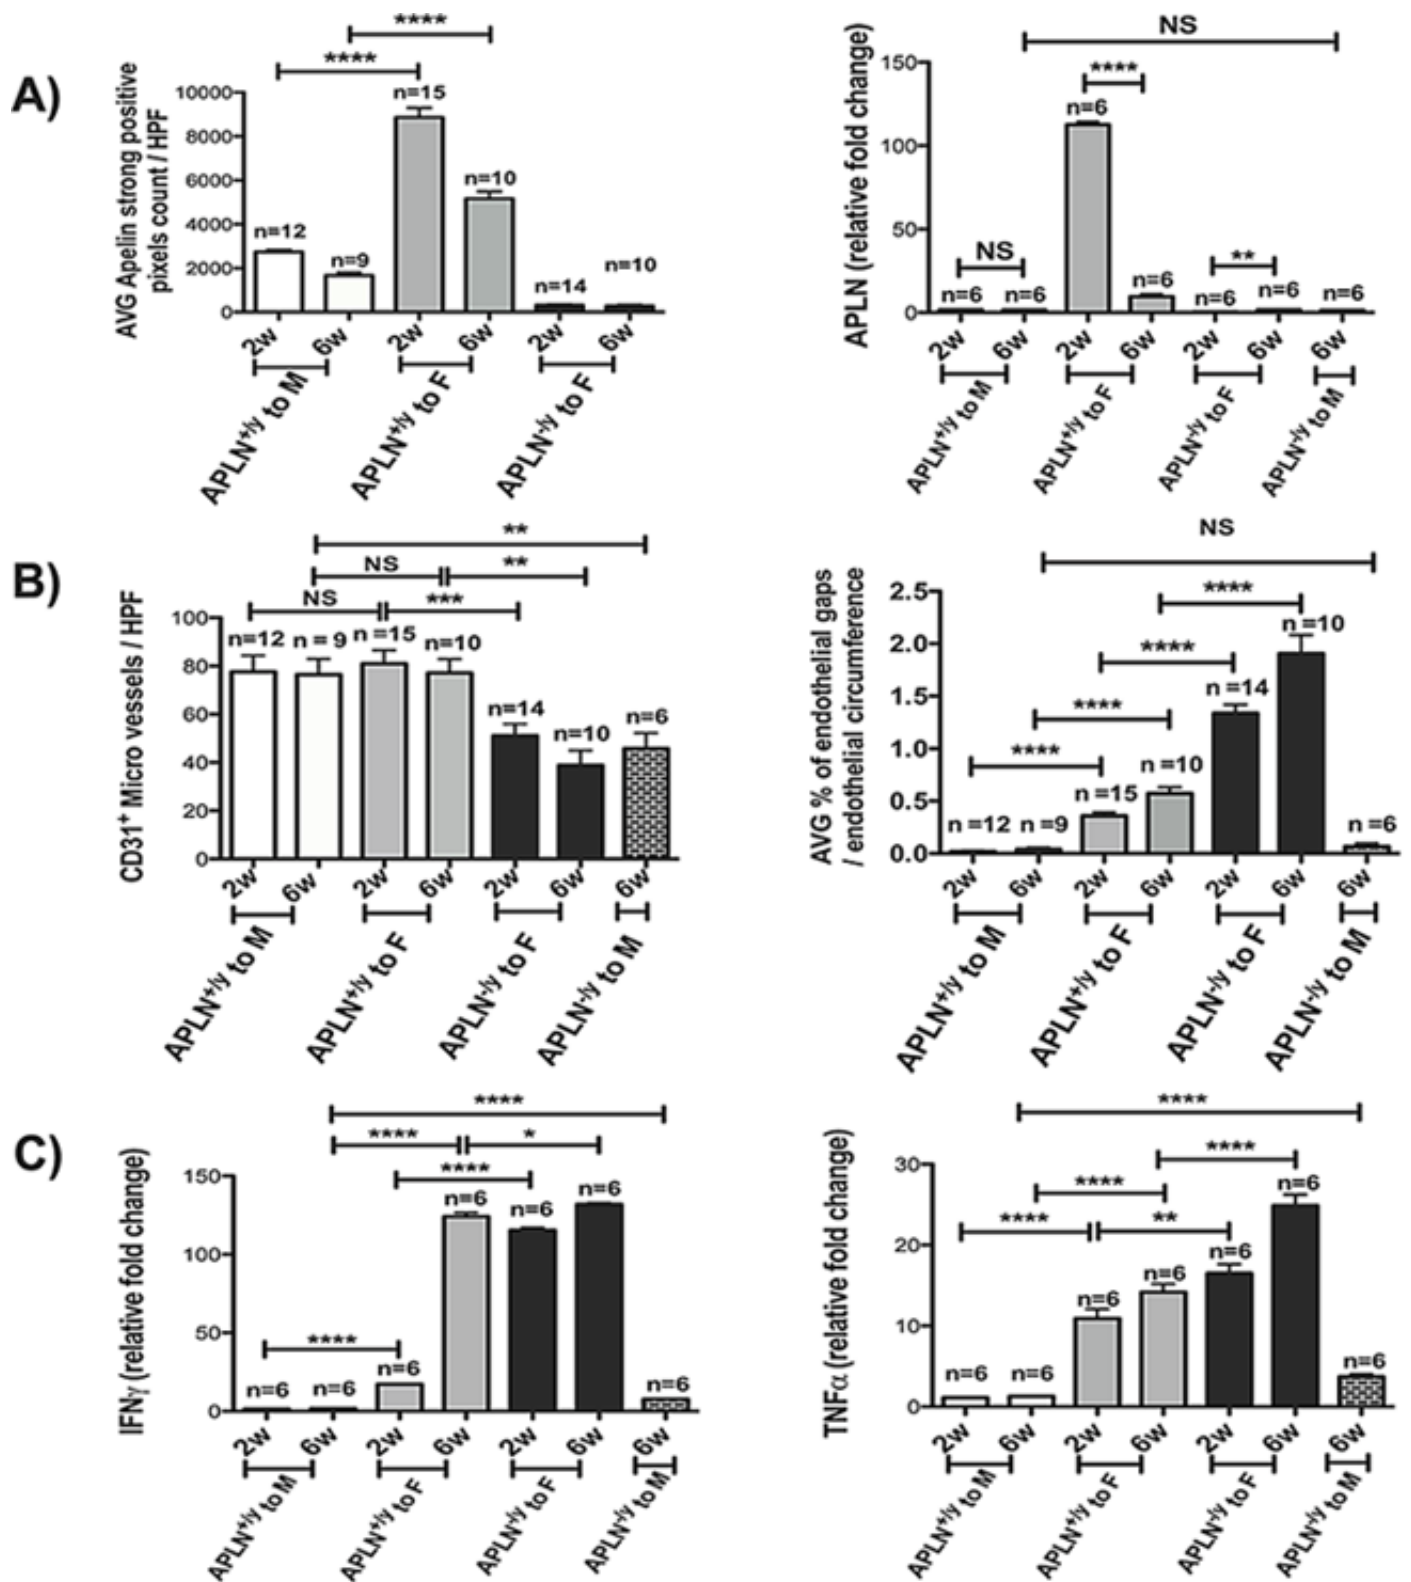 A)
****
****
AVG Apelin strong positive
pixels count / HPF
10000
8000
6000
4000
2000
0
n=12
n=9
n=15
n=10
n=14
n=10
2w
6w
2w
6w
2w
6w
APLN+/y to M
APLN+/y to F
APLN-/y to F
NS
****
NS
**
APLN (relative fold change)
150
100
50
0
n=6
n=6
n=6
n=6
n=6
n=6
n=6
2w
6w
2w
6w
2w
6w
6w
APLN+/y to M
APLN+/y to F
APLN-/y to F
APLN-/y to M
B)
**
NS
**
NS
***
CD31+ Micro vessels / HPF
100
80
60
40
20
0
n=12
n = 9
n =15
n=10
n=14
n=10
n=6
2w
6w
2w
6w
2w
6w
6w
APLN+/y to M
APLN+/y to F
APLN-/y to F
APLN-/y to M
NS
****
****
****
****
AVG % of endothelial gaps
/ endothelial circumference
2.5
2.0
1.5
1.0
0.5
0.0
n =12
n =9
n =15
n =10
n =14
n =10
n =6
2w
6w
2w
6w
2w
6w
6w
APLN+/y to M
APLN+/y to F
APLN-/y to F
APLN-/y to M
C)
****
****
*
****
****
IFNγ (relative fold change)
150
100
50
0
n=6
n=6
n=6
n=6
n=6
n=6
n=6
2w
6w
2w
6w
2w
6w
6w
APLN+/y to M
APLN+/y to F
APLN-/y to F
APLN-/y to M
****
****
****
****
**
TNFα (relative fold change)
30
20
10
0
n=6
n=6
n=6
n=6
n=6
n=6
n=6
2w
6w
2w
6w
2w
6w
6w
APLN+/y to M
APLN+/y to F
APLN-/y to F
APLN-/y to M